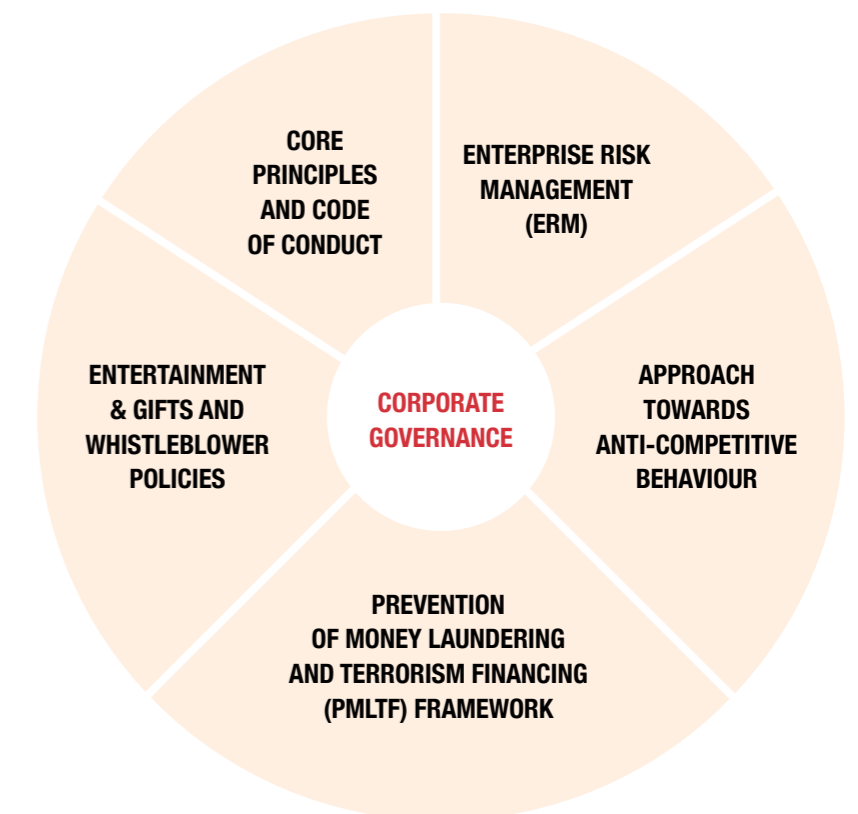 CORE
PRINCIPLES
AND CODE
OF CONDUCT
ENTERPRISE RISK
MANAGEMENT
(ERM)
ENTERTAINMENT
& GIFTS AND
WHISTLEBLOWER
POLICIES
CORPORATE
GOVERNANCE
APPROACH
TOWARDS
ANTI-COMPETITIVE
BEHAVIOUR
PREVENTION
OF MONEY LAUNDERING
AND TERRORISM FINANCING
(PMLTF) FRAMEWORK